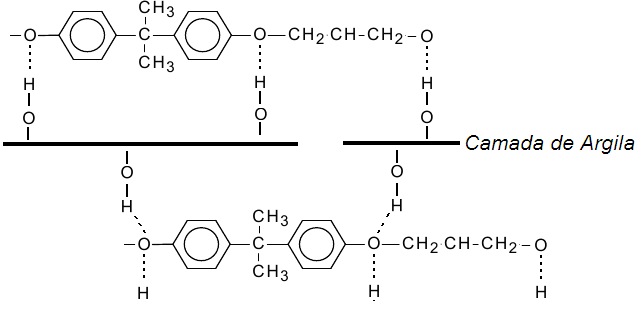 CH₃
–O–C–O–CH₂–CH–CH₂–O
CH₃
H H H
O O O
Camada de Argila
O O
H H
CH₃
–O–C–O–CH₂–CH–CH₂–O
CH₃
H H H